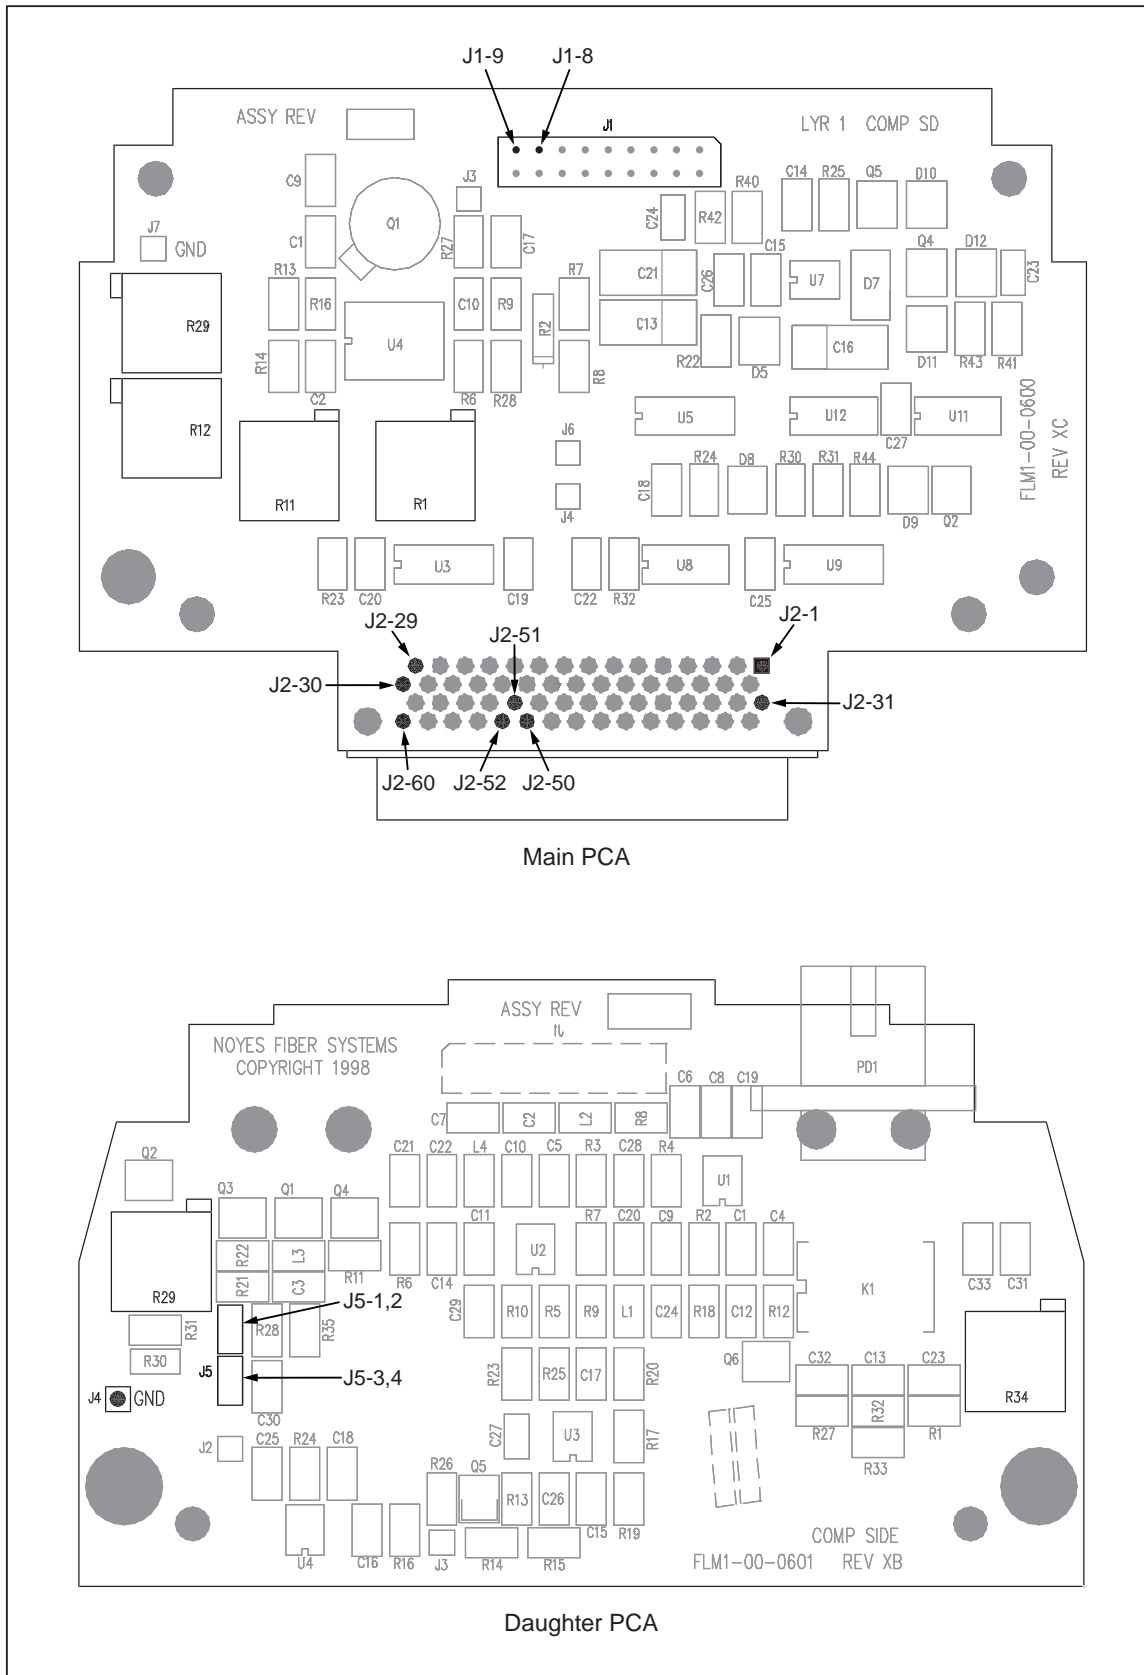 J1-9 J1-8
ASSY REV
J1
LYR 1 COMP SD
C9
J3
C24
R42
R40
C14
R25
Q5
D10
J7
GND
C1
Q1
R27
C17
C21
C26
C15
U7
D7
Q4
D12
C23
R13
R16
C10
R9
R7
R29
U4
R2
C13
R22
D5
C16
D11
R43
R41
R14
C2
R6
R28
R8
R12
R11
R1
J6
U5
U12
C27
U11
FLM1-00-0600
REV XC
J4
C18
R24
D8
R30
R31
R44
D9
Q2
R23
C20
U3
C19
C22
R32
U8
C25
U9
J2-29
J2-51
J2-1
J2-30
J2-31
J2-60
J2-52
J2-50
Main PCA
ASSY REV
J1
NOYES FIBER SYSTEMS
COPYRIGHT 1998
C7
C2
L2
R8
C6
C8
C19
PD1
Q2
C21
C22
L4
C10
C5
R3
C28
R4
U1
Q3
Q1
Q4
C11
R7
C20
C9
R2
C1
C4
R22
L3
R11
R6
C14
U2
C33
C31
R21
C3
R29
J5-1,2
C29
R10
R5
R9
L1
C24
R18
C12
R12
K1
R31
R28
R35
R30
J5
J5-3,4
R23
R25
C17
R20
Q6
C32
C13
C23
R34
J4
GND
C30
R27
R32
R1
R33
J2
C25
R24
C18
C27
U3
R17
R26
Q5
R13
C26
C15
R19
U4
C16
R16
J3
R14
R15
COMP SIDE
FLM1-00-0601 REV XB
Daughter PCA